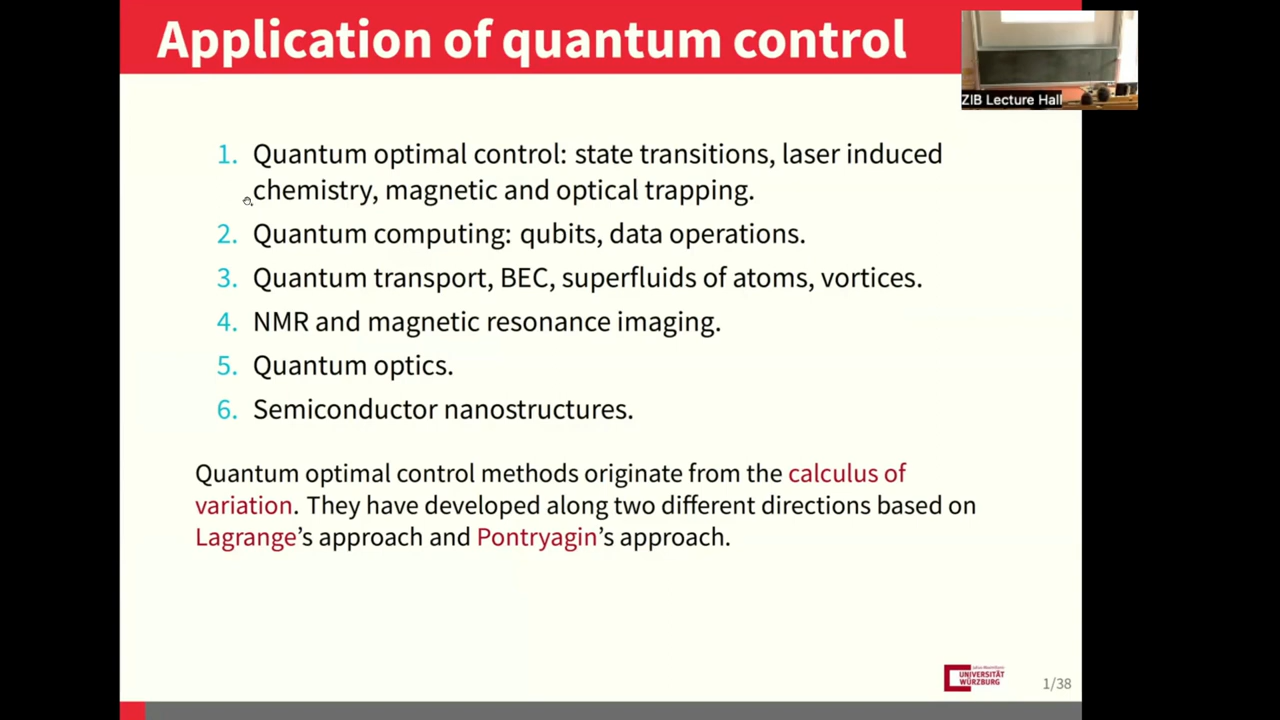 Application of quantum control
ZIB Lecture Hall
1. Quantum optimal control: state transitions, laser induced
chemistry, magnetic and optical trapping.
2. Quantum computing: qubits, data operations.
3. Quantum transport, BEC, superfluids of atoms, vortices.
4. NMR and magnetic resonance imaging.
5. Quantum optics.
6. Semiconductor nanostructures.
Quantum optimal control methods originate from the calculus of
variation. They have developed along two different directions based on
Lagrange's approach and Pontryagin's approach.
UNIVERSITÄT
WÜRZBURG
1/38